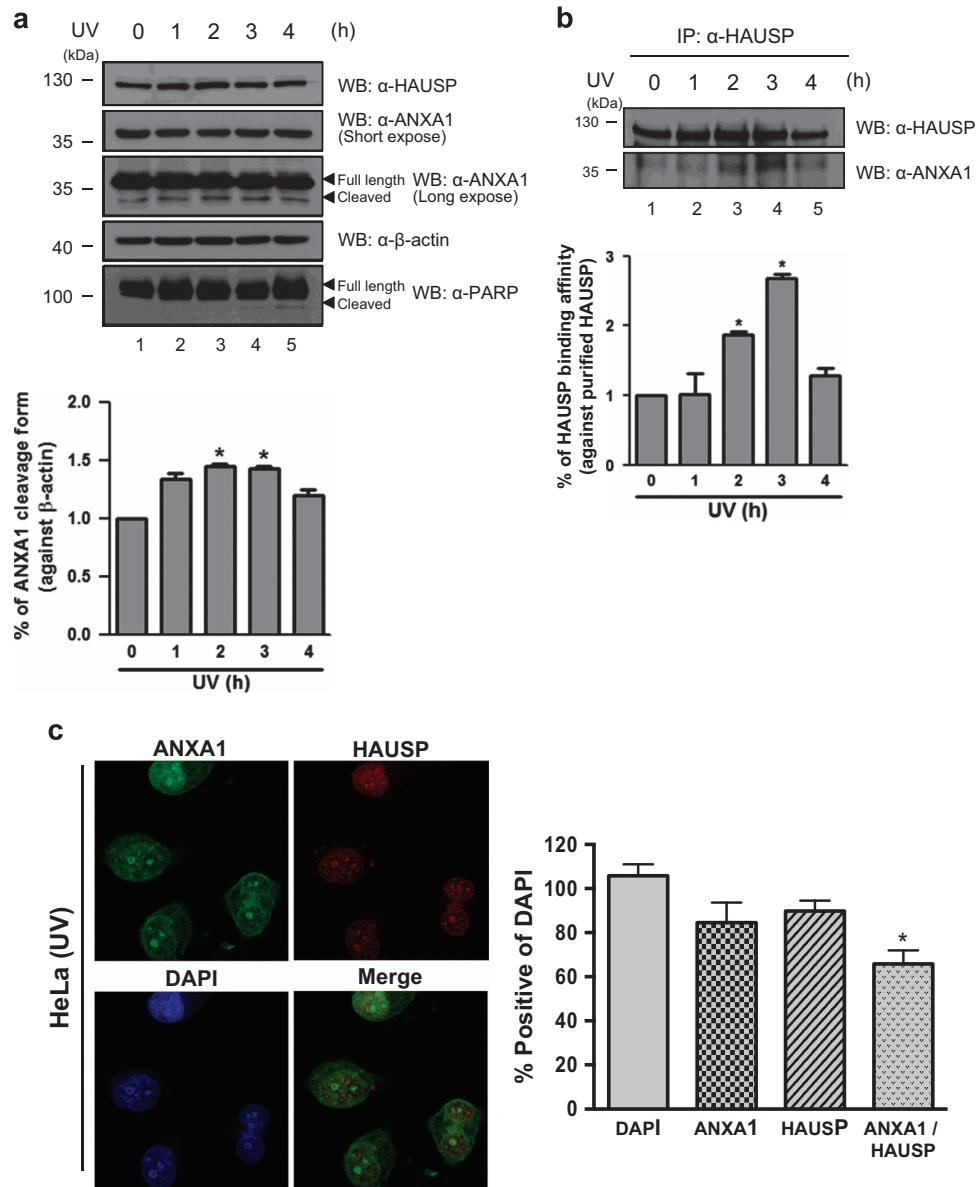 a
UV 0 1 2 3 4 (h)
(kDa)
130 WB: α-HAUSP
WB: α-ANXA1
35 (Short expose)
35 Full length WB: α-ANXA1
Cleaved (Long expose)
40 WB: α-β-actin
Full length
100 WB: α-PARP
Cleaved
1 2 3 4 5
% of ANXA1 cleavage form
(against β-actin)
2.0
1.5
1.0
0.5
0.0
* *
0 1 2 3 4
UV (h)
b
IP: α-HAUSP
UV 0 1 2 3 4 (h)
(kDa)
130 WB: α-HAUSP
35 WB: α-ANXA1
1 2 3 4 5
% of HAUSP binding affinity
(against purified HAUSP)
3
2
1
0
* *
0 1 2 3 4
UV (h)
c
HeLa (UV)
ANXA1 HAUSP
DAPI Merge
% Positive of DAPI
120
100
80
60
40
20
0
*
DAPI ANXA1 HAUSP ANXA1 /
HAUSP